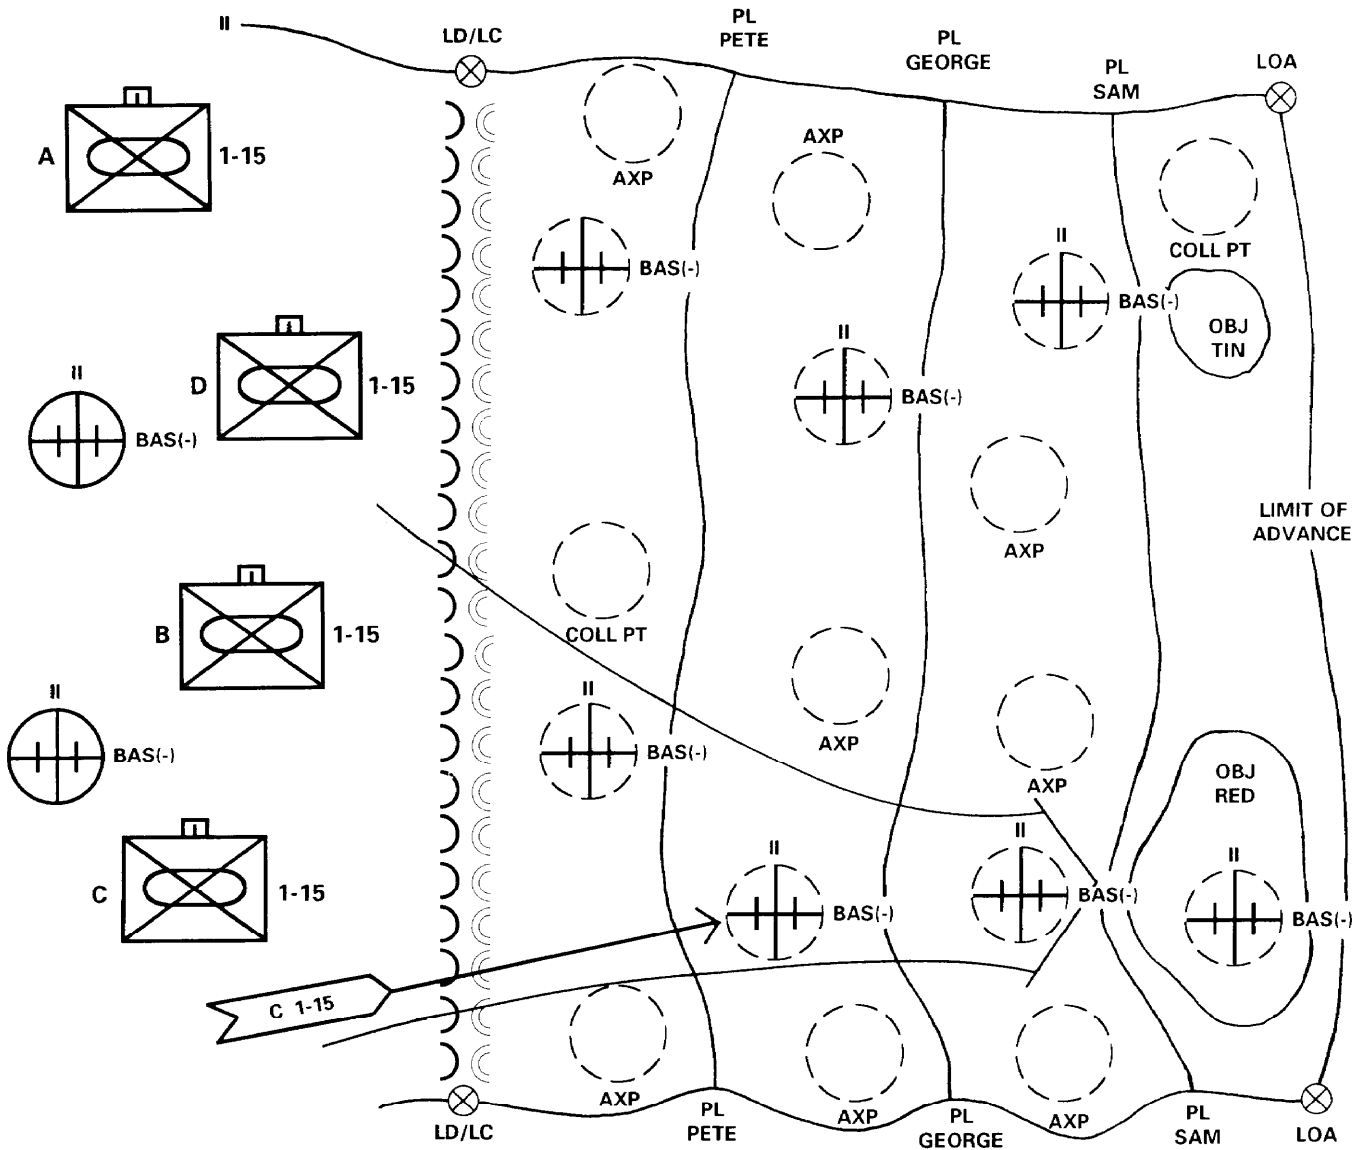 II
LD/LC
PL
PETE
PL
GEORGE
PL
SAM
LOA
A
1-15
AXP
AXP
COLL PT
II
BAS(-)
BAS(-)
II
BAS(-)
OBJ
TIN
D
1-15
II
BAS(-)
II
BAS(-)
AXP
LIMIT OF
ADVANCE
B
1-15
COLL PT
II
BAS(-)
II
BAS(-)
AXP
AXP
OBJ
RED
C
1-15
II
BAS(-)
II
BAS(-)
II
BAS(-)
C 1-15
AXP
AXP
AXP
LD/LC
PL
PETE
PL
GEORGE
PL
SAM
LOA